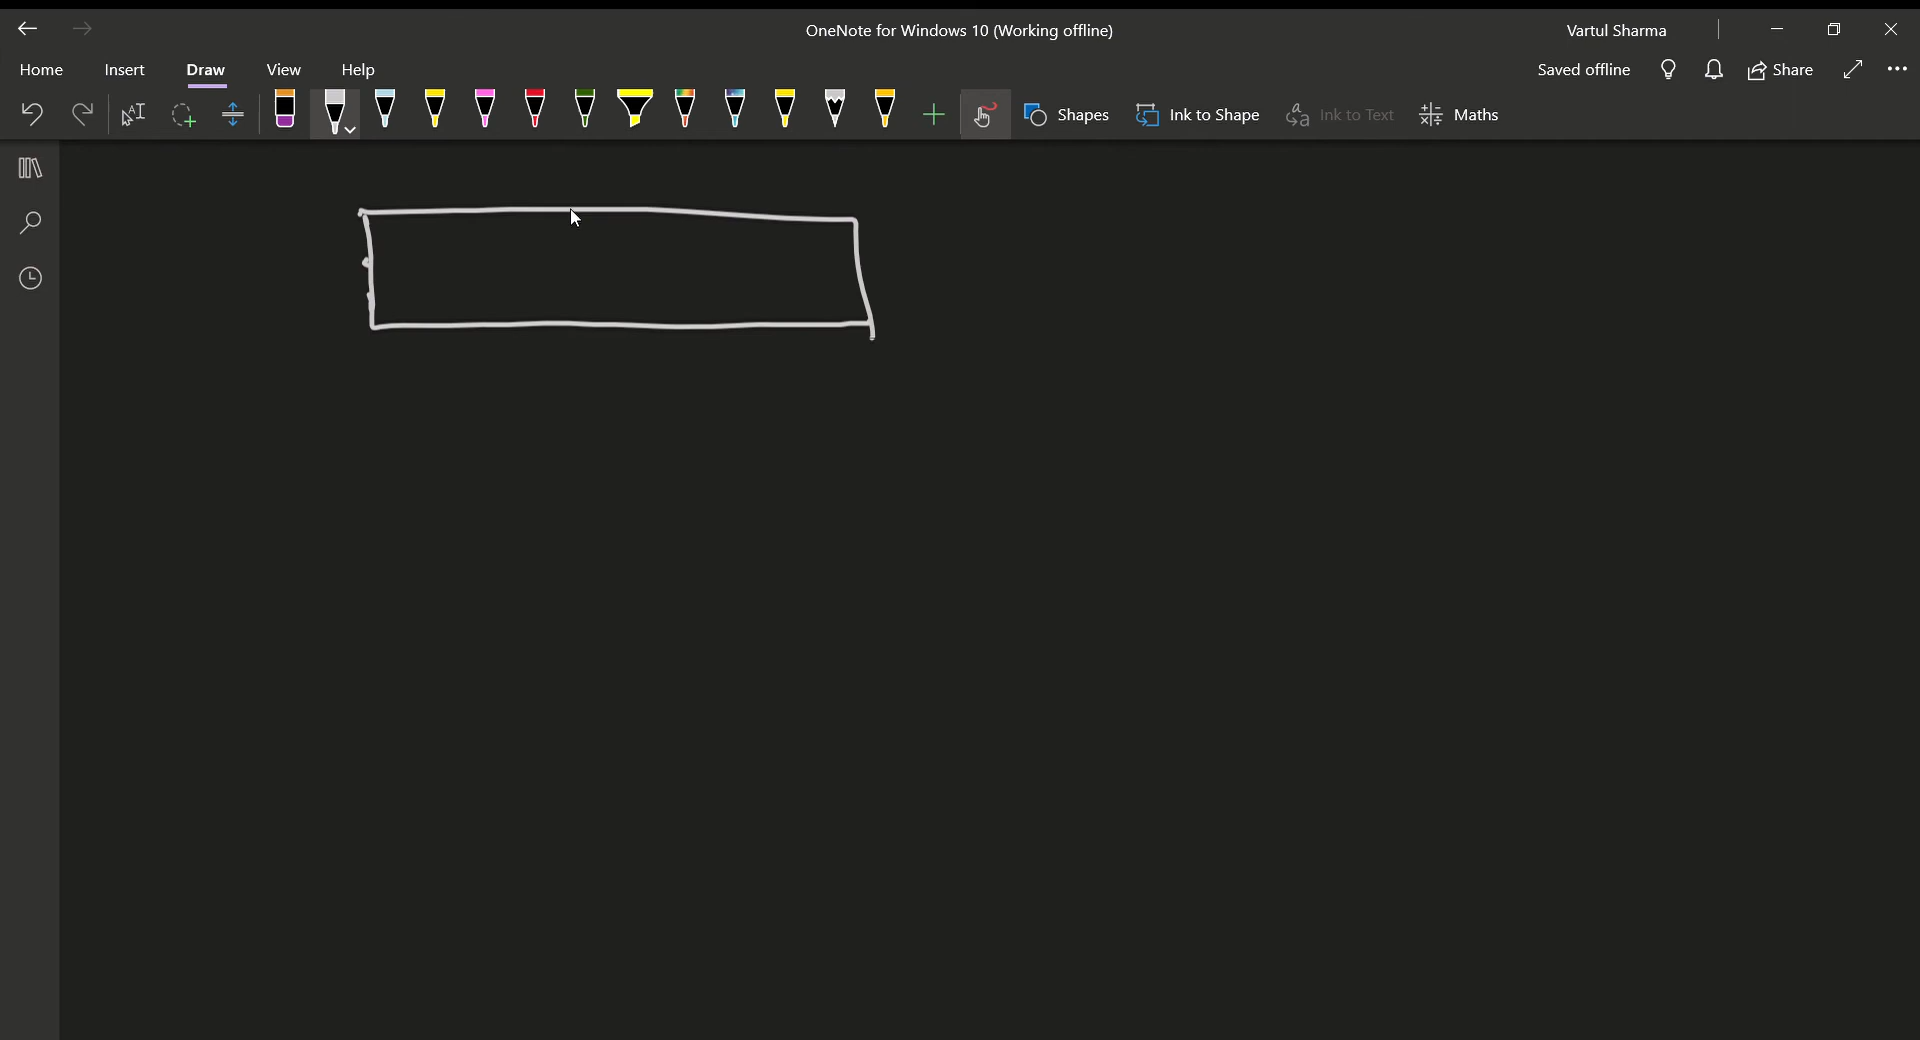 OneNote for Windows 10 (Working offline)
Vartul Sharma
Home Insert Draw View Help
Saved offline
Share
Shapes
Ink to Shape
Ink to Text
Maths